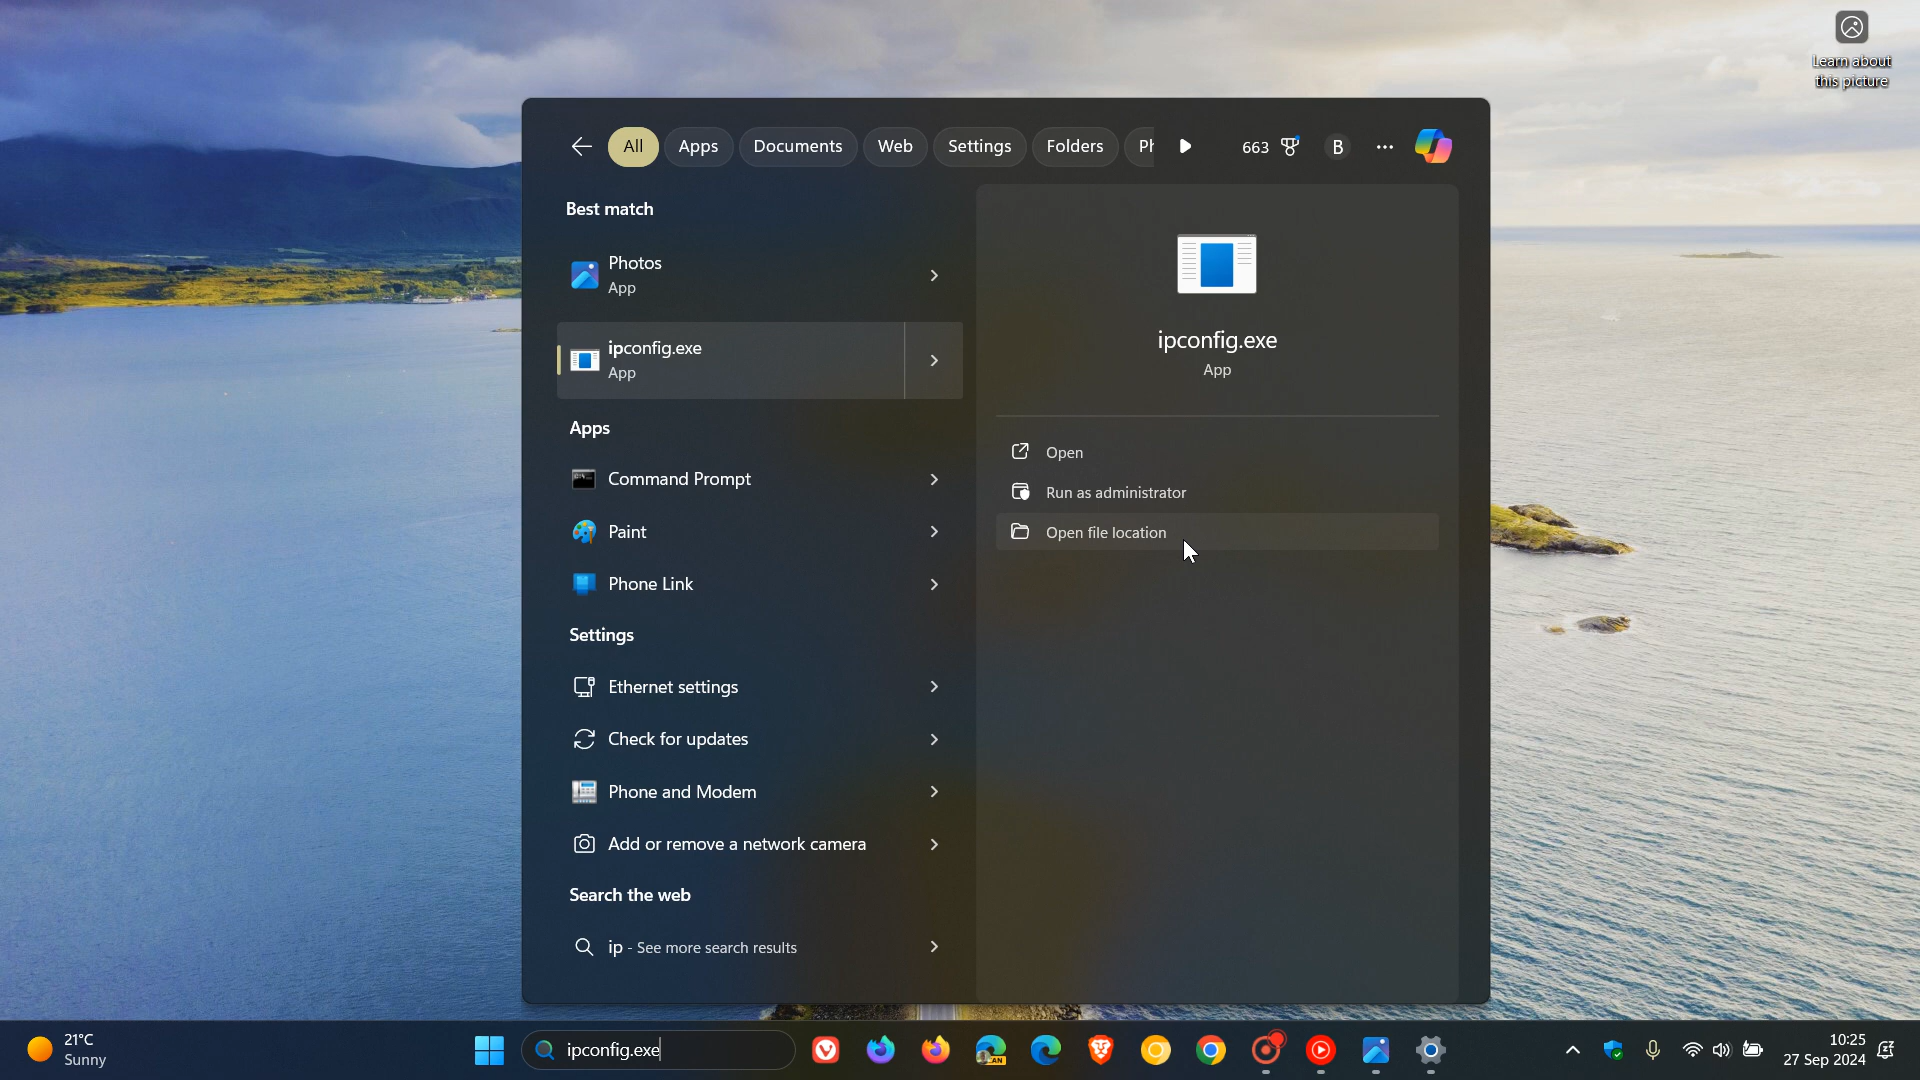 Learn about
this picture
All
Apps
Documents
Web
Settings
Folders
Ph
663
B
Best match
Photos
App
ipconfig.exe
App
Apps
Command Prompt
Paint
Phone Link
Settings
Ethernet settings
Check for updates
Phone and Modem
Add or remove a network camera
Search the web
ip - See more search results
ipconfig.exe
App
Open
Run as administrator
Open file location
21°C
Sunny
ipconfig.exe
CAN
10:25
27 Sep 2024